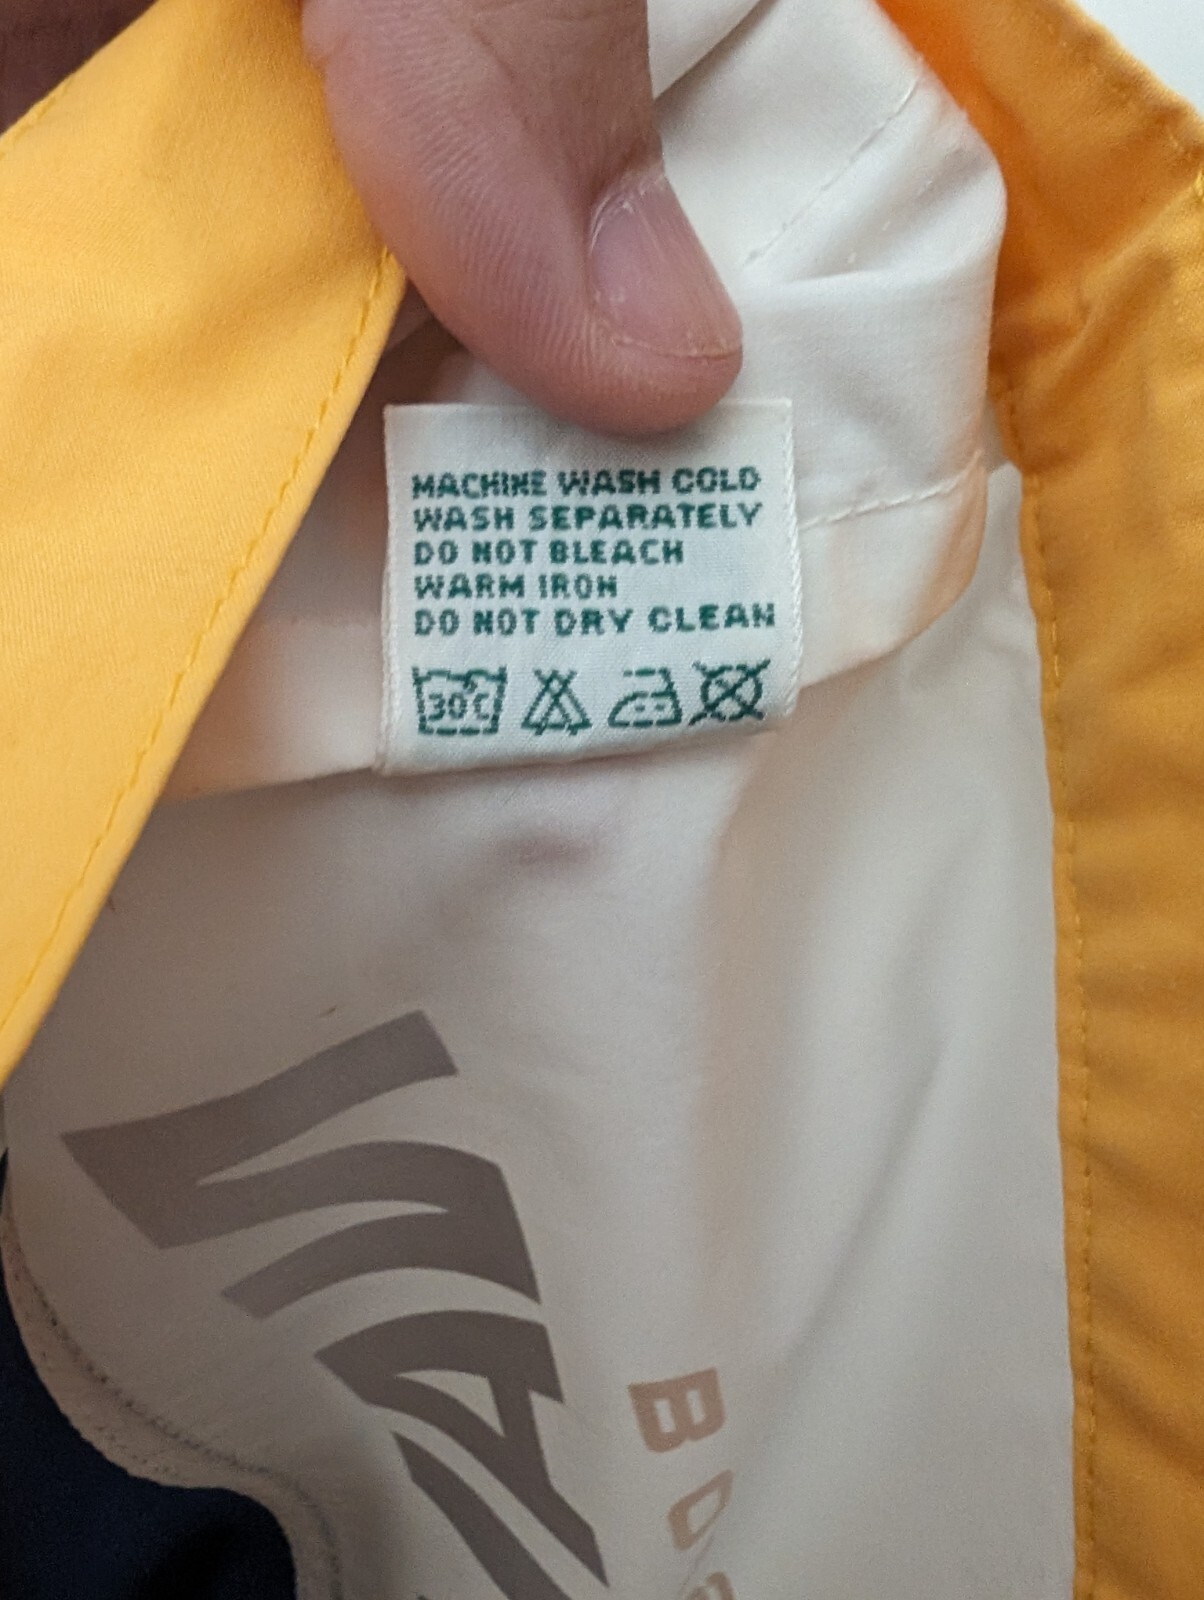 MACHINE WASH COLD
WASH SEPARATELY
DO NOT BLEACH
WARM IRON
DO NOT DRY CLEAN
30°C